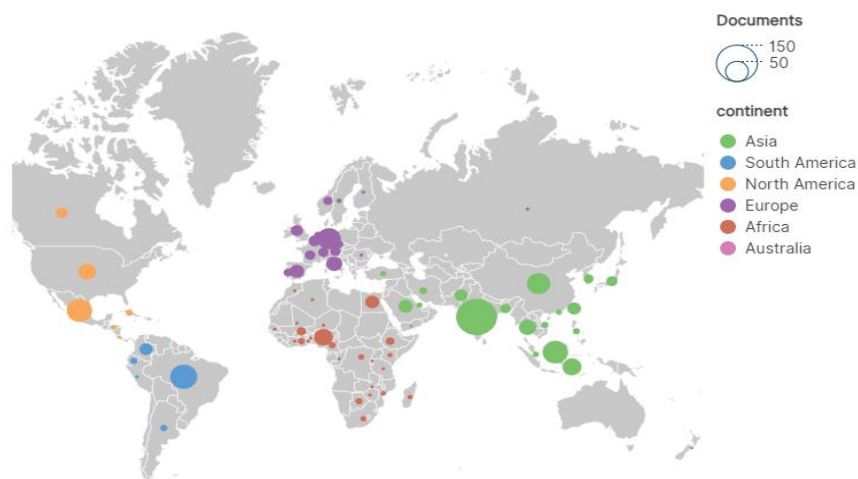 Documents
150
50
continent
Asia
South America
North America
Europe
Africa
Australia